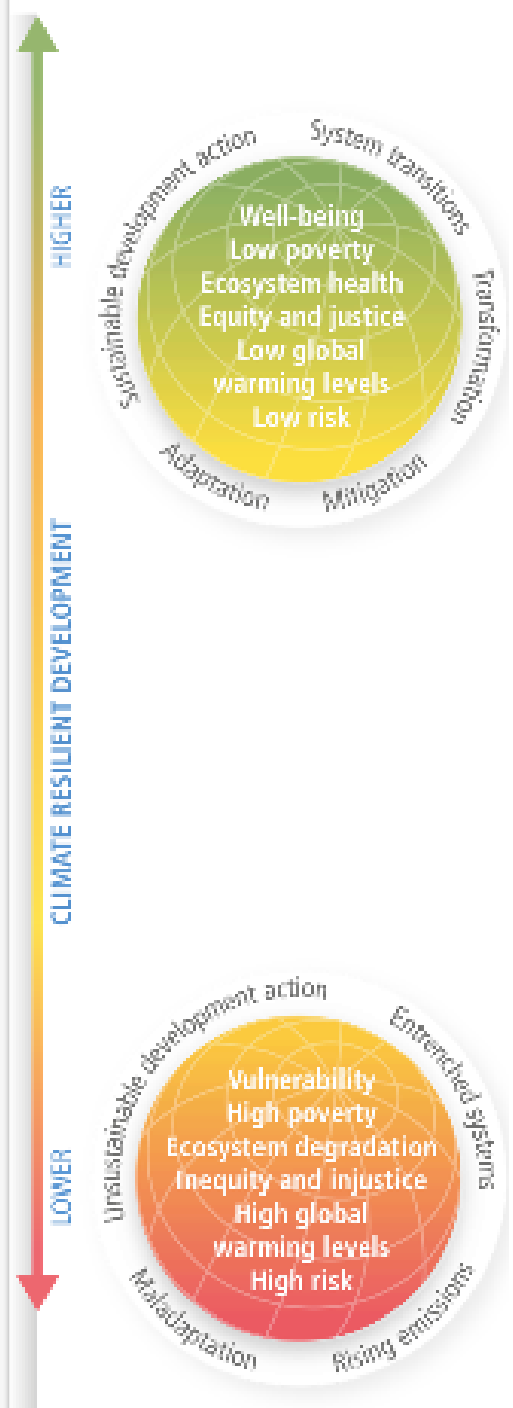 HIGHER
CLIMATE RESILIENT DEVELOPMENT
LOWER
Sustainable development action
System transitions
Transformation
Mitigation
Adaptation
Well-being
Low poverty
Ecosystem health
Equity and justice
Low global
warming levels
Low risk
Unsustainable development action
Entrenched systems
Rising emissions
Maladaptation
Vulnerability
High poverty
Ecosystem degradation
Inequity and injustice
High global
warming levels
High risk